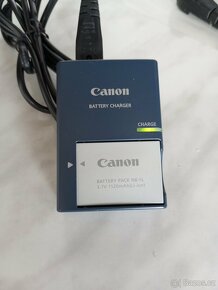 Canon
BATTERY CHARGER
CHARGE
Canon
BATTERY PACK NB-5L
3.7V 1120mAh